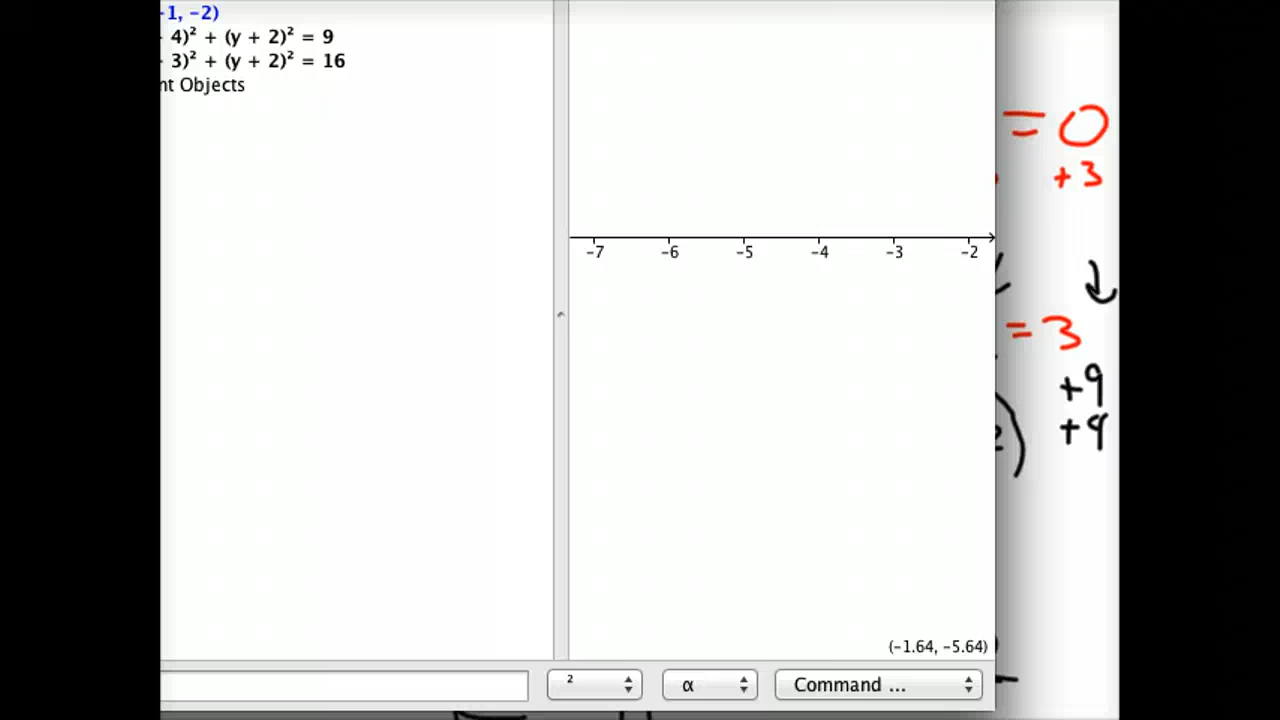 -1, -2)
- 4)² + (y + 2)² = 9
- 3)² + (y + 2)² = 16
nt Objects
= 0
+3
-7 -6 -5 -4 -3 -2
= 3
+9
+9
(-1.64, -5.64)
² α Command ...